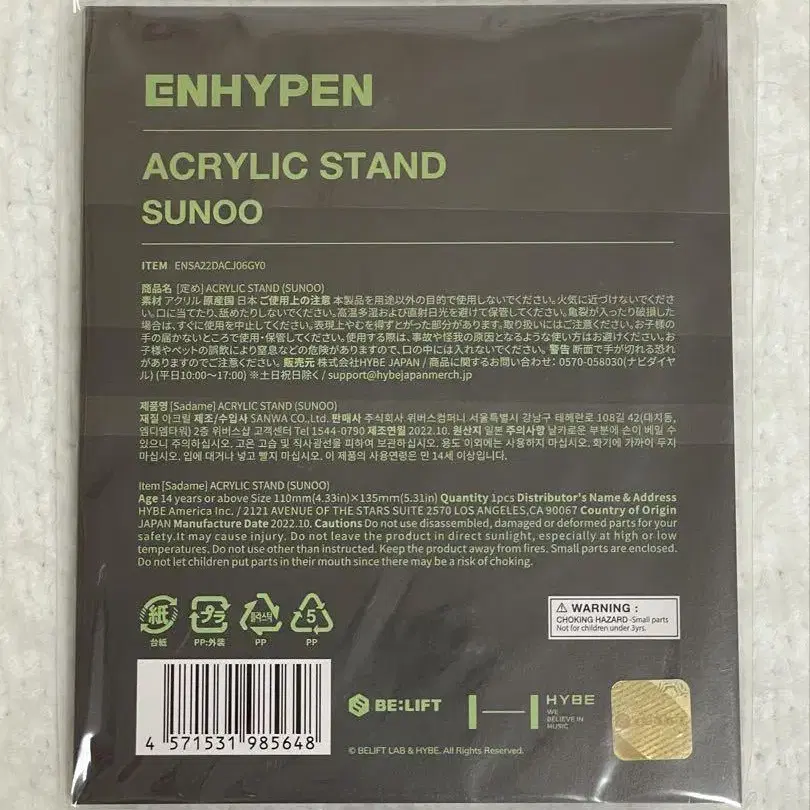 ENHYPEN
ACRYLIC STAND
SUNOO
ITEM ENSA22DACJ06GY0
商品名 [定め] ACRYLIC STAND (SUNOO)
素材 アクリル 原産国 日本 ご使用上の注意 本製品を用途以外の目的で使用しないでください。火気に近づけないでくださ
い。口に当てたり、舐めたりしないでください。高温多湿および直射日光を避けて保管してください。亀裂が入ったり破損した
場合は、すぐに使用を中止してください。表現上やむを得ずとがった部分があります。取り扱いにはご注意ください。お子様の
手の届かないところで使用・保管してください。使用する際は、事故や怪我の原因となるような使い方はお避けください。お子
様やペットの誤飲により窒息などの危険がありますので、口の中には入れないでください。警告 断面で手が切れる恐れ
がありますのでご注意ください。販売元 株式会社HYBE JAPAN / 商品に関するお問い合わせ: 0570-058030(ナビダイヤ
ル) (平日10:00~17:00) ※土日祝日除く / support@hybejapanmerch.jp
제품명 [Sadame] ACRYLIC STAND (SUNOO)
재질 아크릴 제조/수입사 SANWA CO.,Ltd. 판매사 주식회사 위버스컴퍼니 서울특별시 강남구 테헤란로 108길 42(대치동,
엠디엠타워) 2층 위버스샵 고객센터 Tel 1544-0790 제조연월 2022.10. 원산지 일본 주의사항 날카로운 부분에 손이 베일 수
있으니 주의하십시오. 고온 고습 및 직사광선을 피하여 보관하십시오. 용도 이외에는 사용하지 마십시오. 화기에 가까이 두지
마십시오. 입에 대거나 넣고 빨지 마십시오. 이 제품의 사용연령은 만 14세 이상입니다.
Item [Sadame] ACRYLIC STAND (SUNOO)
Age 14 years or above Size 110mm(4.33in)×135mm(5.31in) Quantity 1pcs Distributor's Name & Address
HYBE America Inc. / 2121 AVENUE OF THE STARS SUITE 2570 LOS ANGELES,CA 90067 Country of Origin
JAPAN Manufacture Date 2022.10. Cautions Do not use disassembled, damaged or deformed parts for your
safety.It may cause injury. Do not leave the product in direct sunlight, especially at high or low
temperatures. Do not use other than instructed. Keep the product away from fires. Small parts are enclosed.
Do not let children put parts in their mouth since there may be a risk of choking.
紙 プラ 플라스틱 5
台紙 PP:外装 PP PP
WARNING :
CHOKING HAZARD -Small parts
Not for children under 3yrs.
4 571531 985648
BE:LIFT
HYBE
WE
BELIEVE IN
MUSIC
© BELIFT LAB & HYBE. All Rights Reserved.